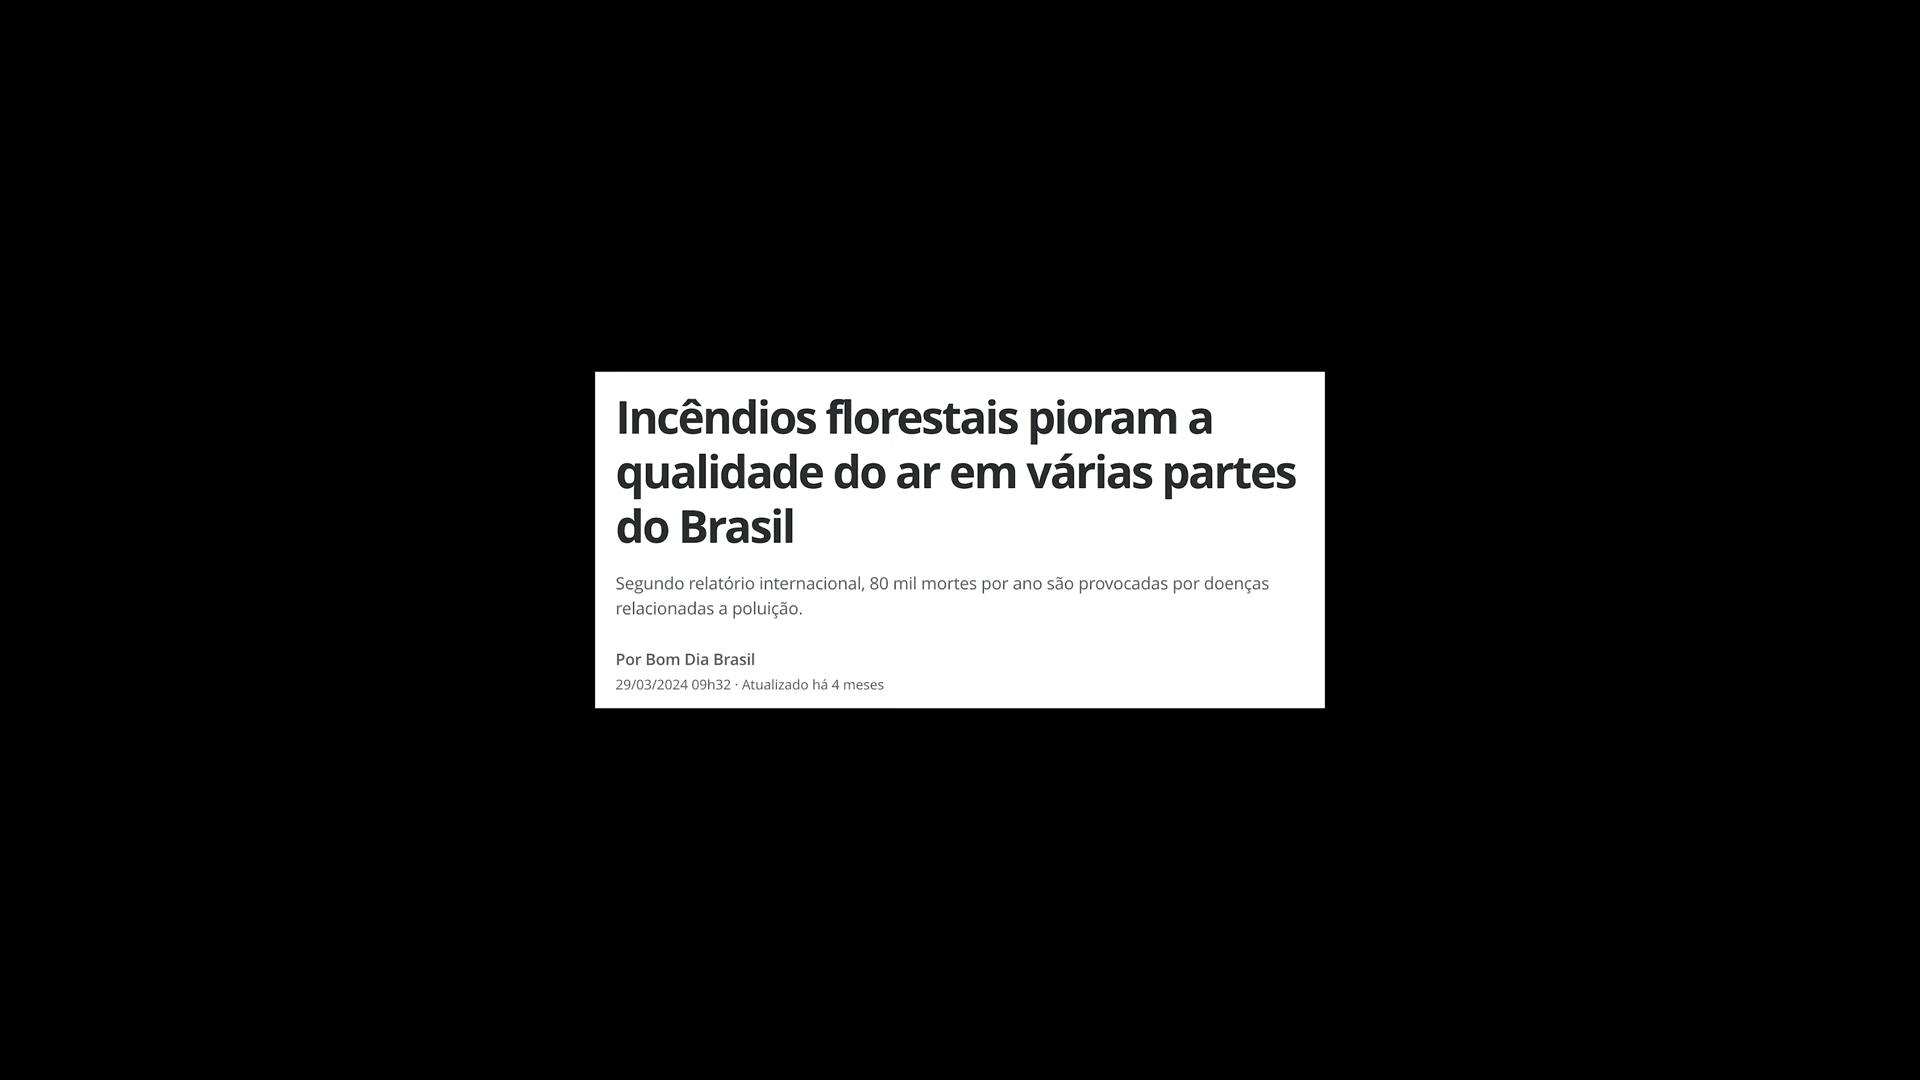 Incêndios florestais pioram a
qualidade do ar em várias partes
do Brasil
Segundo relatório internacional, 80 mil mortes por ano são provocadas por doenças
relacionadas a poluição.
Por Bom Dia Brasil
29/03/2024 09h32 · Atualizado há 4 meses